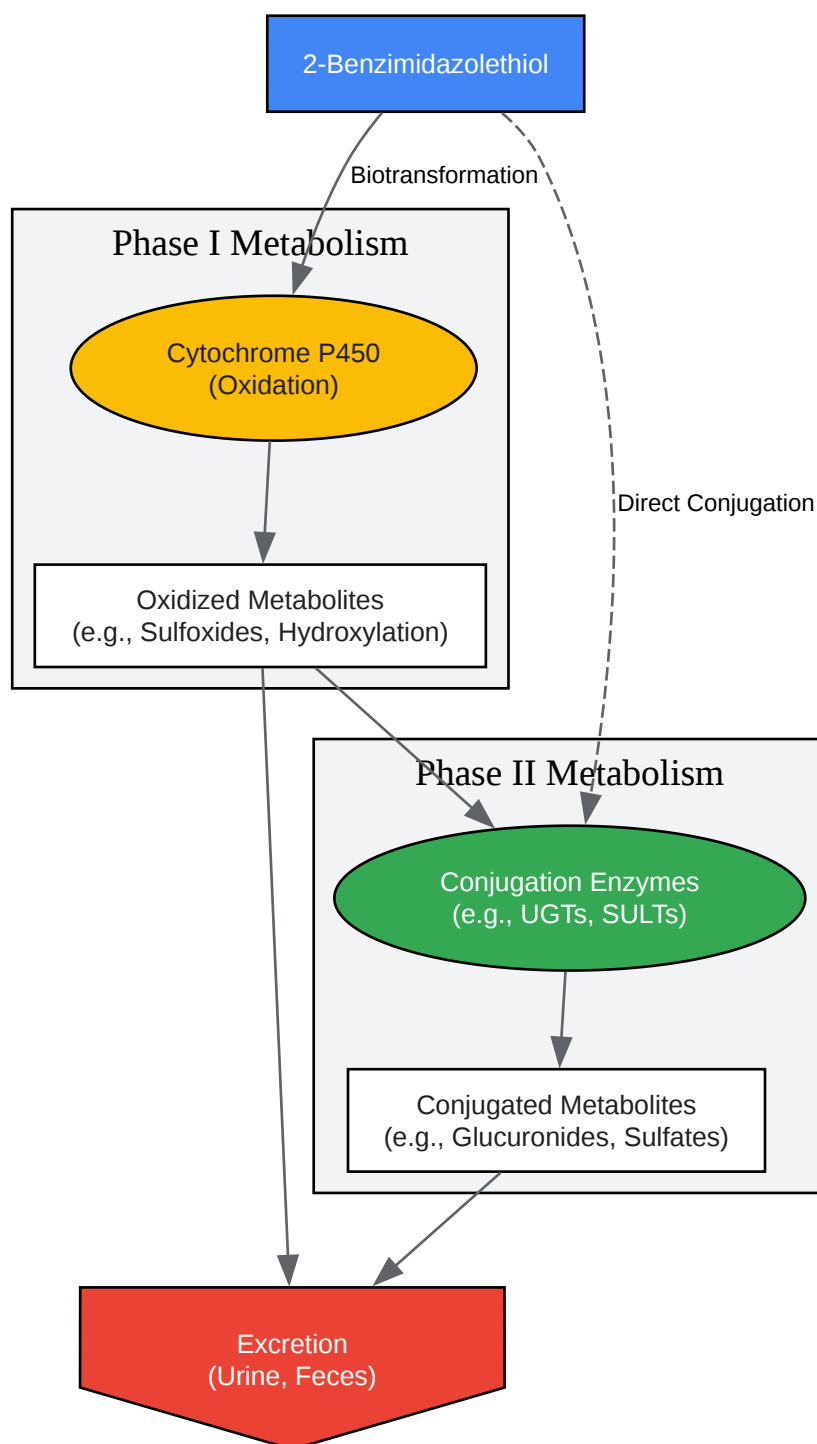 2-Benzimidazolethiol
Biotransformation
Phase I Metabolism
Cytochrome P450
(Oxidation)
Direct Conjugation
Oxidized Metabolites
(e.g., Sulfoxides, Hydroxylation)
Phase II Metabolism
Conjugation Enzymes
(e.g., UGTs, SULTs)
Conjugated Metabolites
(e.g., Glucuronides, Sulfates)
Excretion
(Urine, Feces)